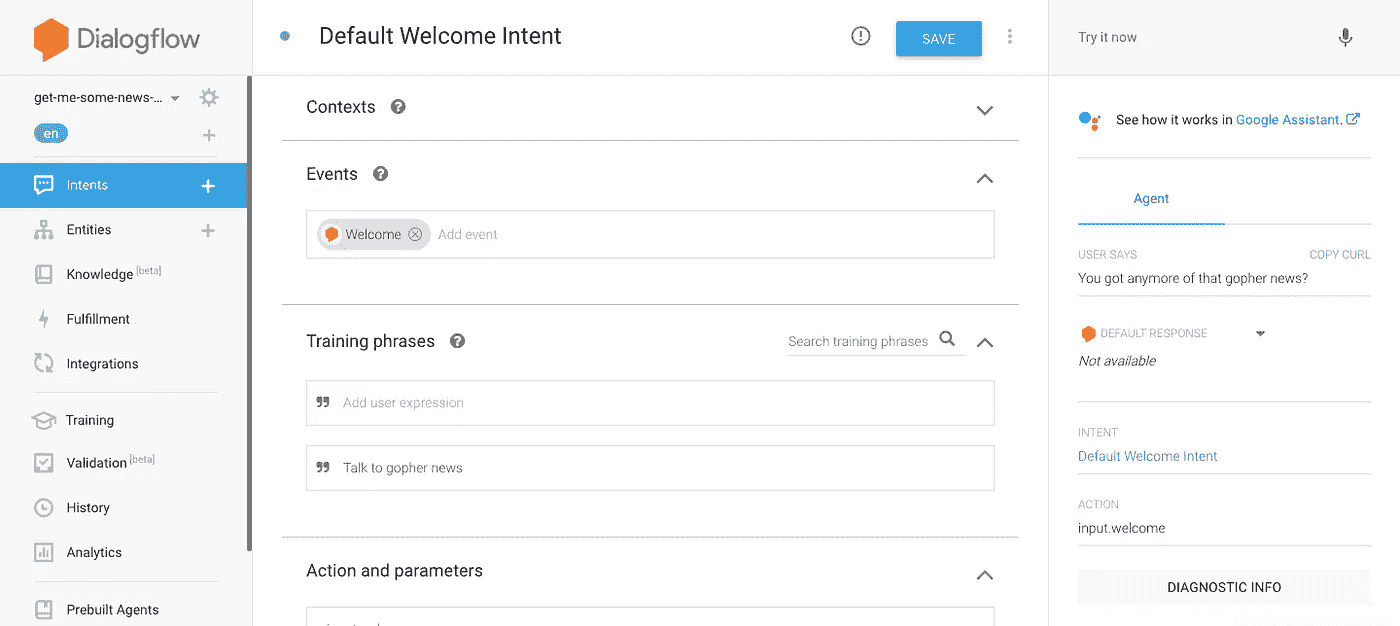 Dialogflow
get-me-some-news-...
en
Intents
Entities
Knowledge [beta]
Fulfillment
Integrations
Training
Validation [beta]
History
Analytics
Prebuilt Agents
Default Welcome Intent
SAVE
Contexts
Events
Welcome Add event
Training phrases
Search training phrases
Add user expression
Talk to gopher news
Action and parameters
Try it now
See how it works in Google Assistant.
Agent
USER SAYS COPY CURL
You got anymore of that gopher news?
DEFAULT RESPONSE
Not available
INTENT
Default Welcome Intent
ACTION
input.welcome
DIAGNOSTIC INFO